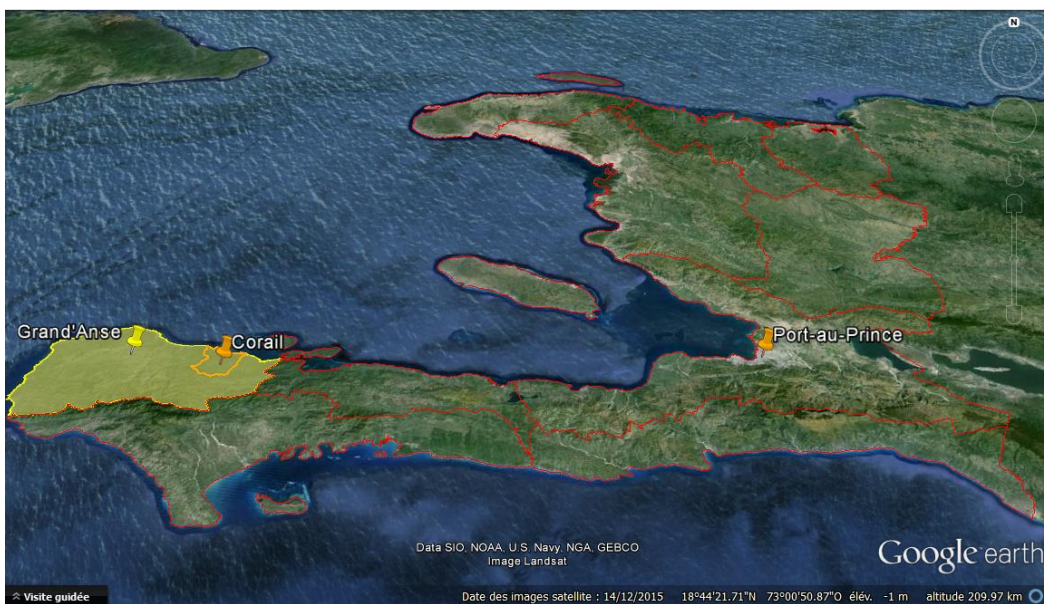 N
Grand'Anse
Corail
Port-au-Prince
Data SIO, NOAA, U.S. Navy, NGA, GEBCO
Image Landsat
Google earth
Visite guidée
Date des images satellite : 14/12/2015 18°44'21.71"N 73°00'50.87"O élév. -1 m altitude 209.97 km